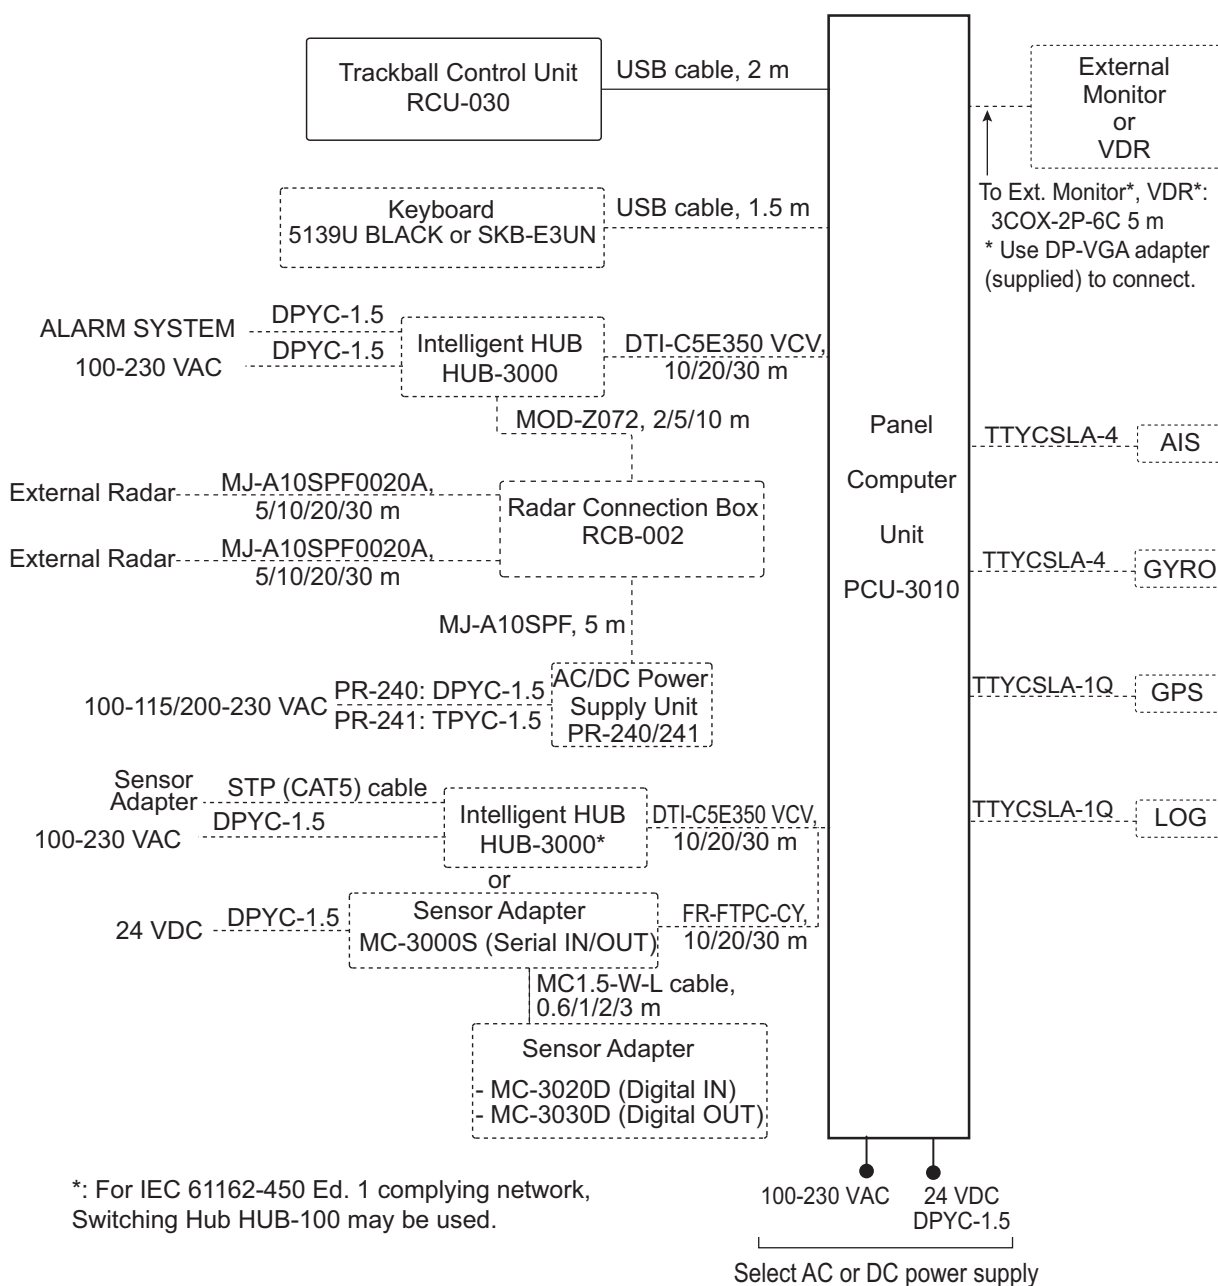 Trackball Control Unit
RCU-030
USB cable, 2 m
External
Monitor
or
VDR
To Ext. Monitor*, VDR*:
3COX-2P-6C 5 m
* Use DP-VGA adapter
(supplied) to connect.
Keyboard
5139U BLACK or SKB-E3UN
USB cable, 1.5 m
ALARM SYSTEM
DPYC-1.5
100-230 VAC
DPYC-1.5
Intelligent HUB
HUB-3000
DTI-C5E350 VCV,
10/20/30 m
MOD-Z072, 2/5/10 m
External Radar
MJ-A10SPF0020A,
5/10/20/30 m
External Radar
MJ-A10SPF0020A,
5/10/20/30 m
Radar Connection Box
RCB-002
MJ-A10SPF, 5 m
100-115/200-230 VAC
PR-240: DPYC-1.5
PR-241: TPYC-1.5
AC/DC Power
Supply Unit
PR-240/241
Panel
Computer
Unit
PCU-3010
TTYCSLA-4
AIS
TTYCSLA-4
GYRO
TTYCSLA-1Q
GPS
TTYCSLA-1Q
LOG
Sensor
Adapter
STP (CAT5) cable
100-230 VAC
DPYC-1.5
Intelligent HUB
HUB-3000*
DTI-C5E350 VCV,
10/20/30 m
or
24 VDC
DPYC-1.5
Sensor Adapter
MC-3000S (Serial IN/OUT)
FR-FTPC-CY,
10/20/30 m
MC1.5-W-L cable,
0.6/1/2/3 m
Sensor Adapter
- MC-3020D (Digital IN)
- MC-3030D (Digital OUT)
*: For IEC 61162-450 Ed. 1 complying network,
Switching Hub HUB-100 may be used.
100-230 VAC
24 VDC
DPYC-1.5
Select AC or DC power supply